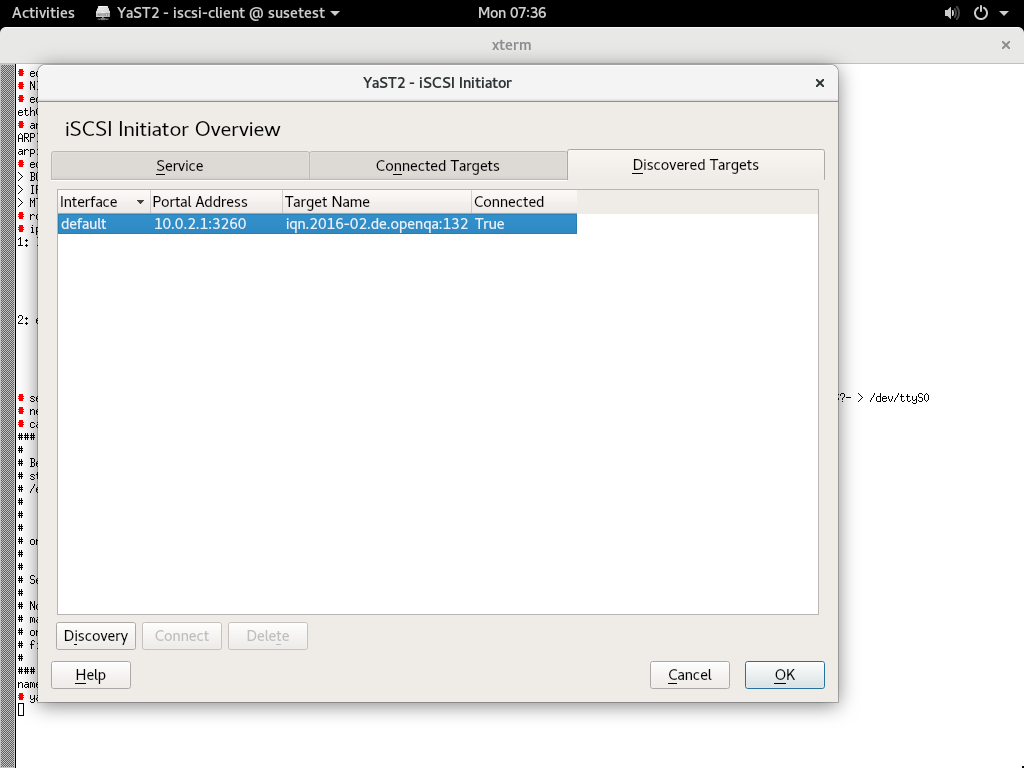 Activities YaST2 - iscsi-client @ susetest Mon 07:36
xterm
YaST2 - iSCSI Initiator
iSCSI Initiator Overview
Service Connected Targets Discovered Targets
Interface Portal Address Target Name Connected
default 10.0.2.1:3260 iqn.2016-02.de.openqa:132 True
1:
2:
> /dev/ttyS0
###
#
#
#
#
#
#
#
#
###
Discovery Connect Delete
Help Cancel OK